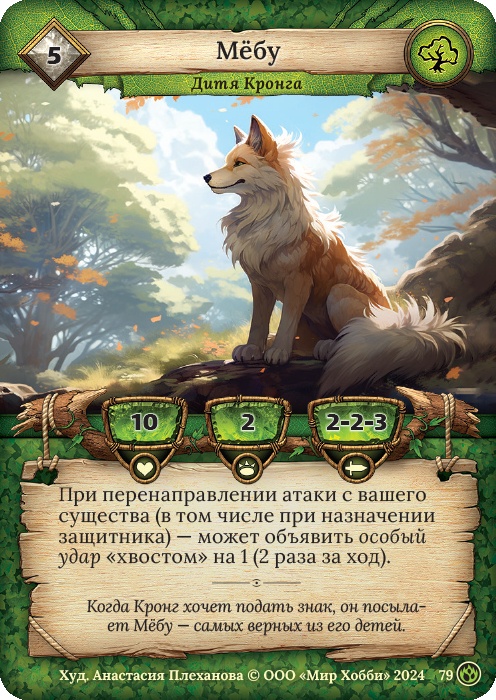 5
Мёбу
Дитя Кронга
10
2
2-2-3
При перенаправлении атаки с вашего
существа (в том числе при назначении
защитника) — может объявить особый
удар «хвостом» на 1 (2 раза за ход).
Когда Кронг хочет подать знак, он посыла-
ет Мёбу — самых верных из его детей.
Худ. Анастасия Плеханова © ООО «Мир Хобби» 2024 79